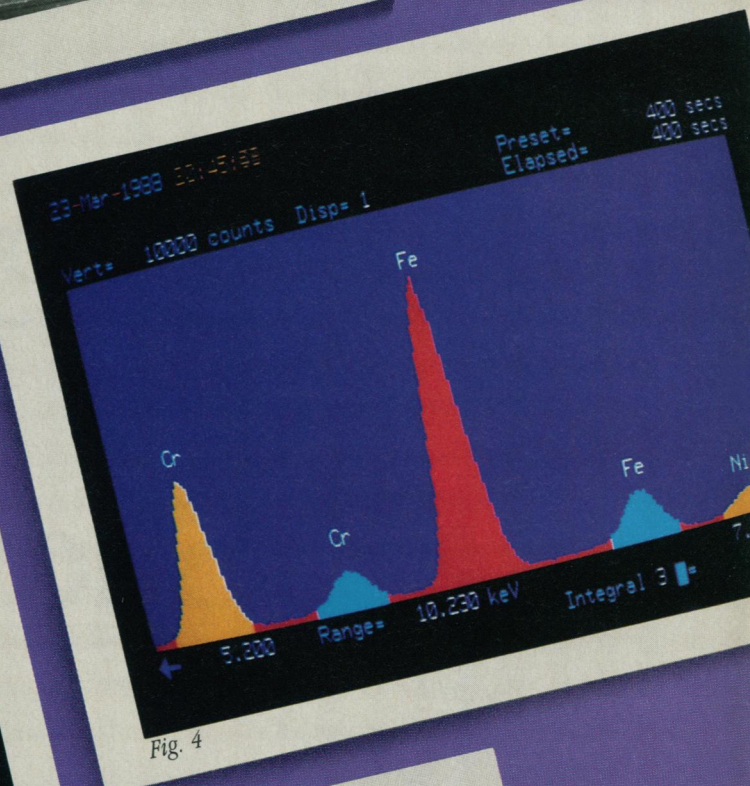 23-Mar-1988
Preset= 400 secs
Elapsed= 400 secs
Vert= 10000 counts Disp= 1
Fe
Cr
Cr
Fe
Ni
5.200
Range= 10.230 keV
Integral 3 =
7.
Fig. 4